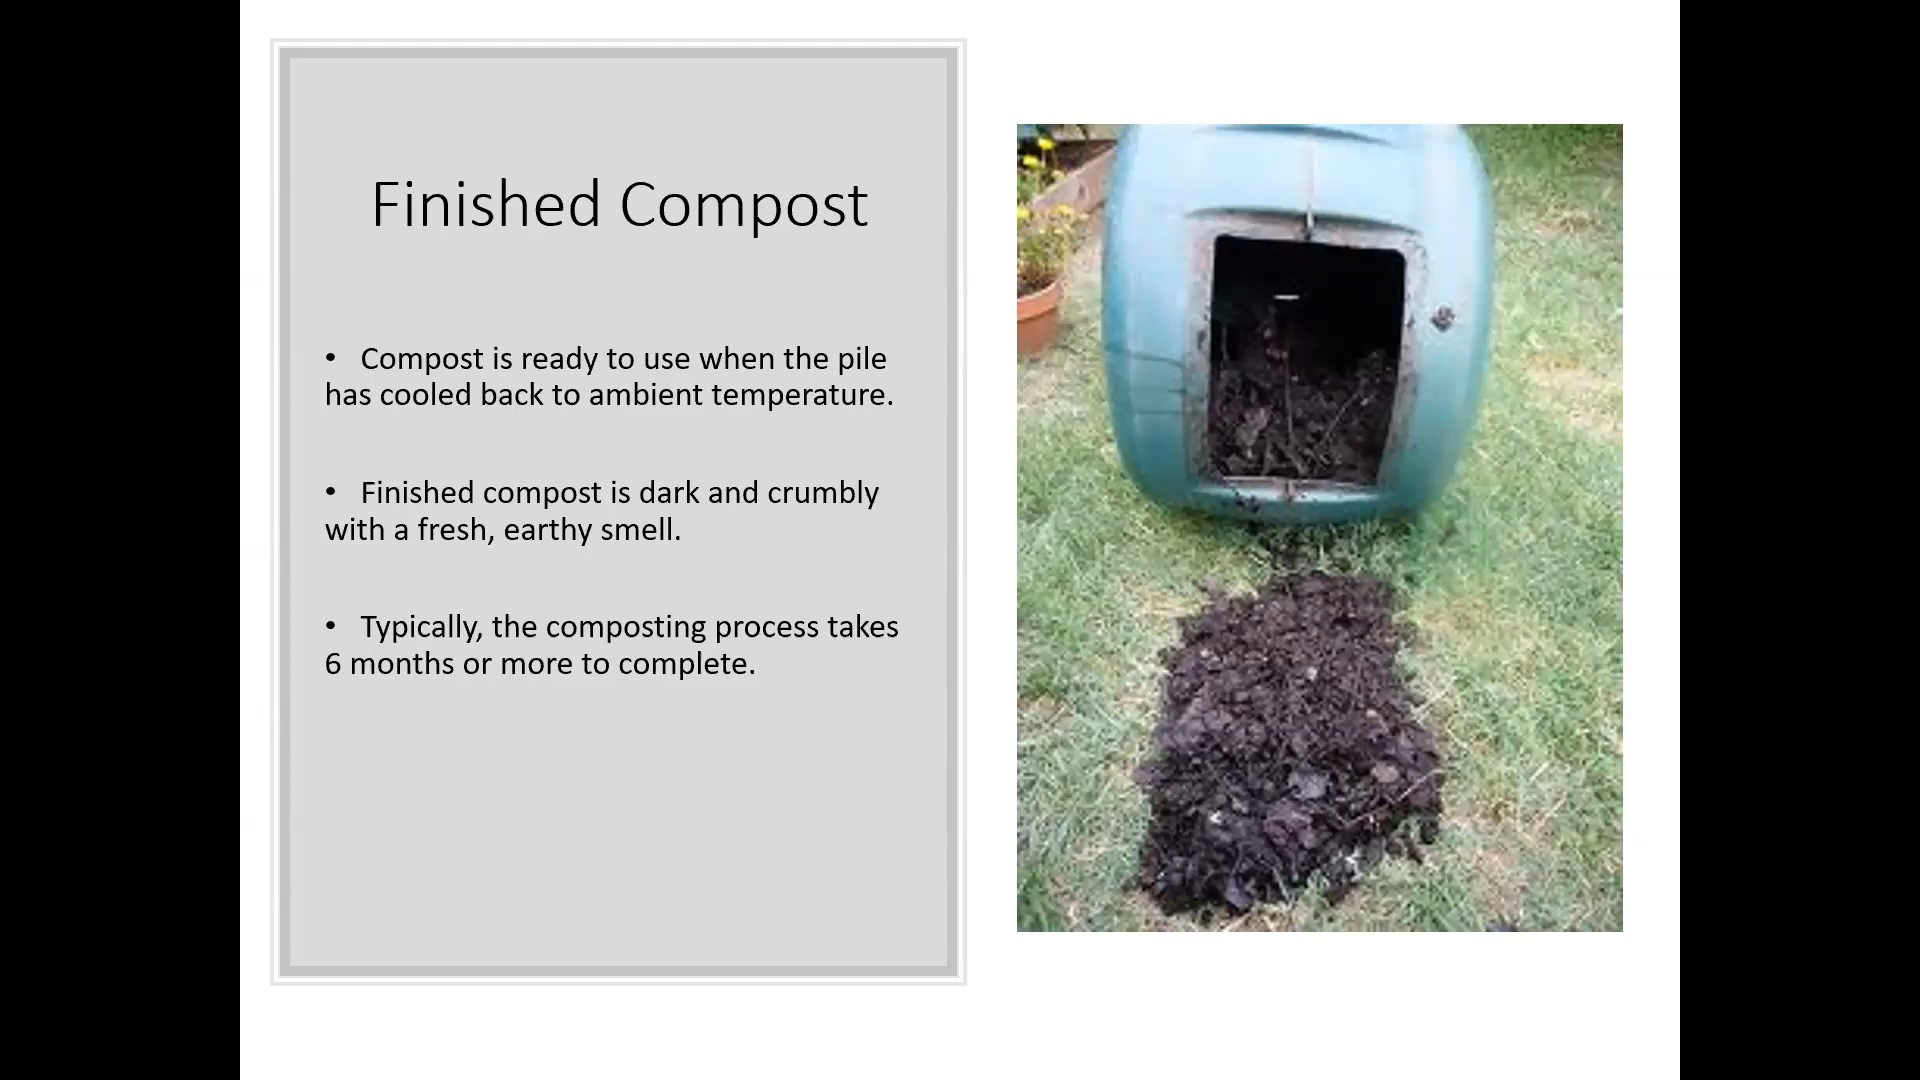 Finished Compost
• Compost is ready to use when the pile
has cooled back to ambient temperature.
• Finished compost is dark and crumbly
with a fresh, earthy smell.
• Typically, the composting process takes
6 months or more to complete.